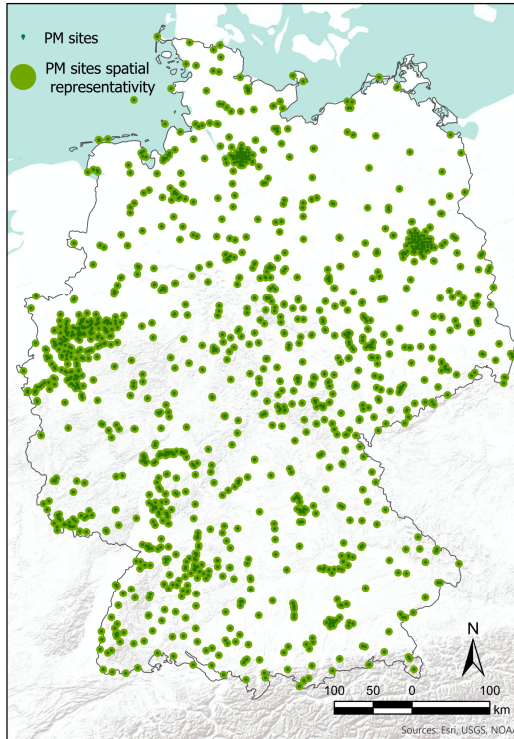 PM sites
PM sites spatial
representativity
N
100 50 0 100
km
Sources: Esri, USGS, NOAA